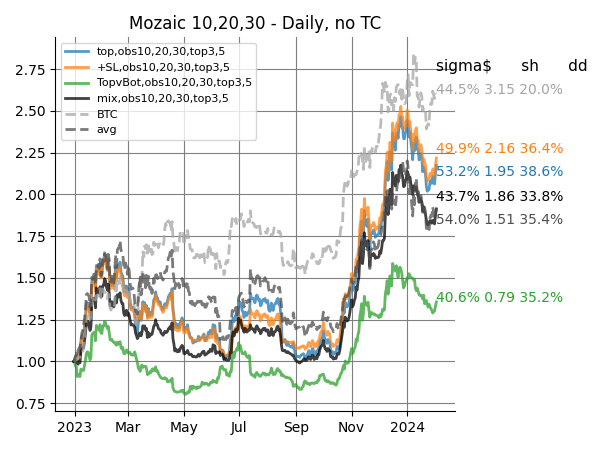 Mozaic 10,20,30 - Daily, no TC
top,obs10,20,30,top3,5
+SL,obs10,20,30,top3,5
TopvBot,obs10,20,30,top3,5
mix,obs10,20,30,top3,5
BTC
avg
sigma$ sh dd
44.5% 3.15 20.0%
49.9% 2.16 36.4%
53.2% 1.95 38.6%
43.7% 1.86 33.8%
54.0% 1.51 35.4%
40.6% 0.79 35.2%
2.75
2.50
2.25
2.00
1.75
1.50
1.25
1.00
0.75
2023 Mar May Jul Sep Nov 2024